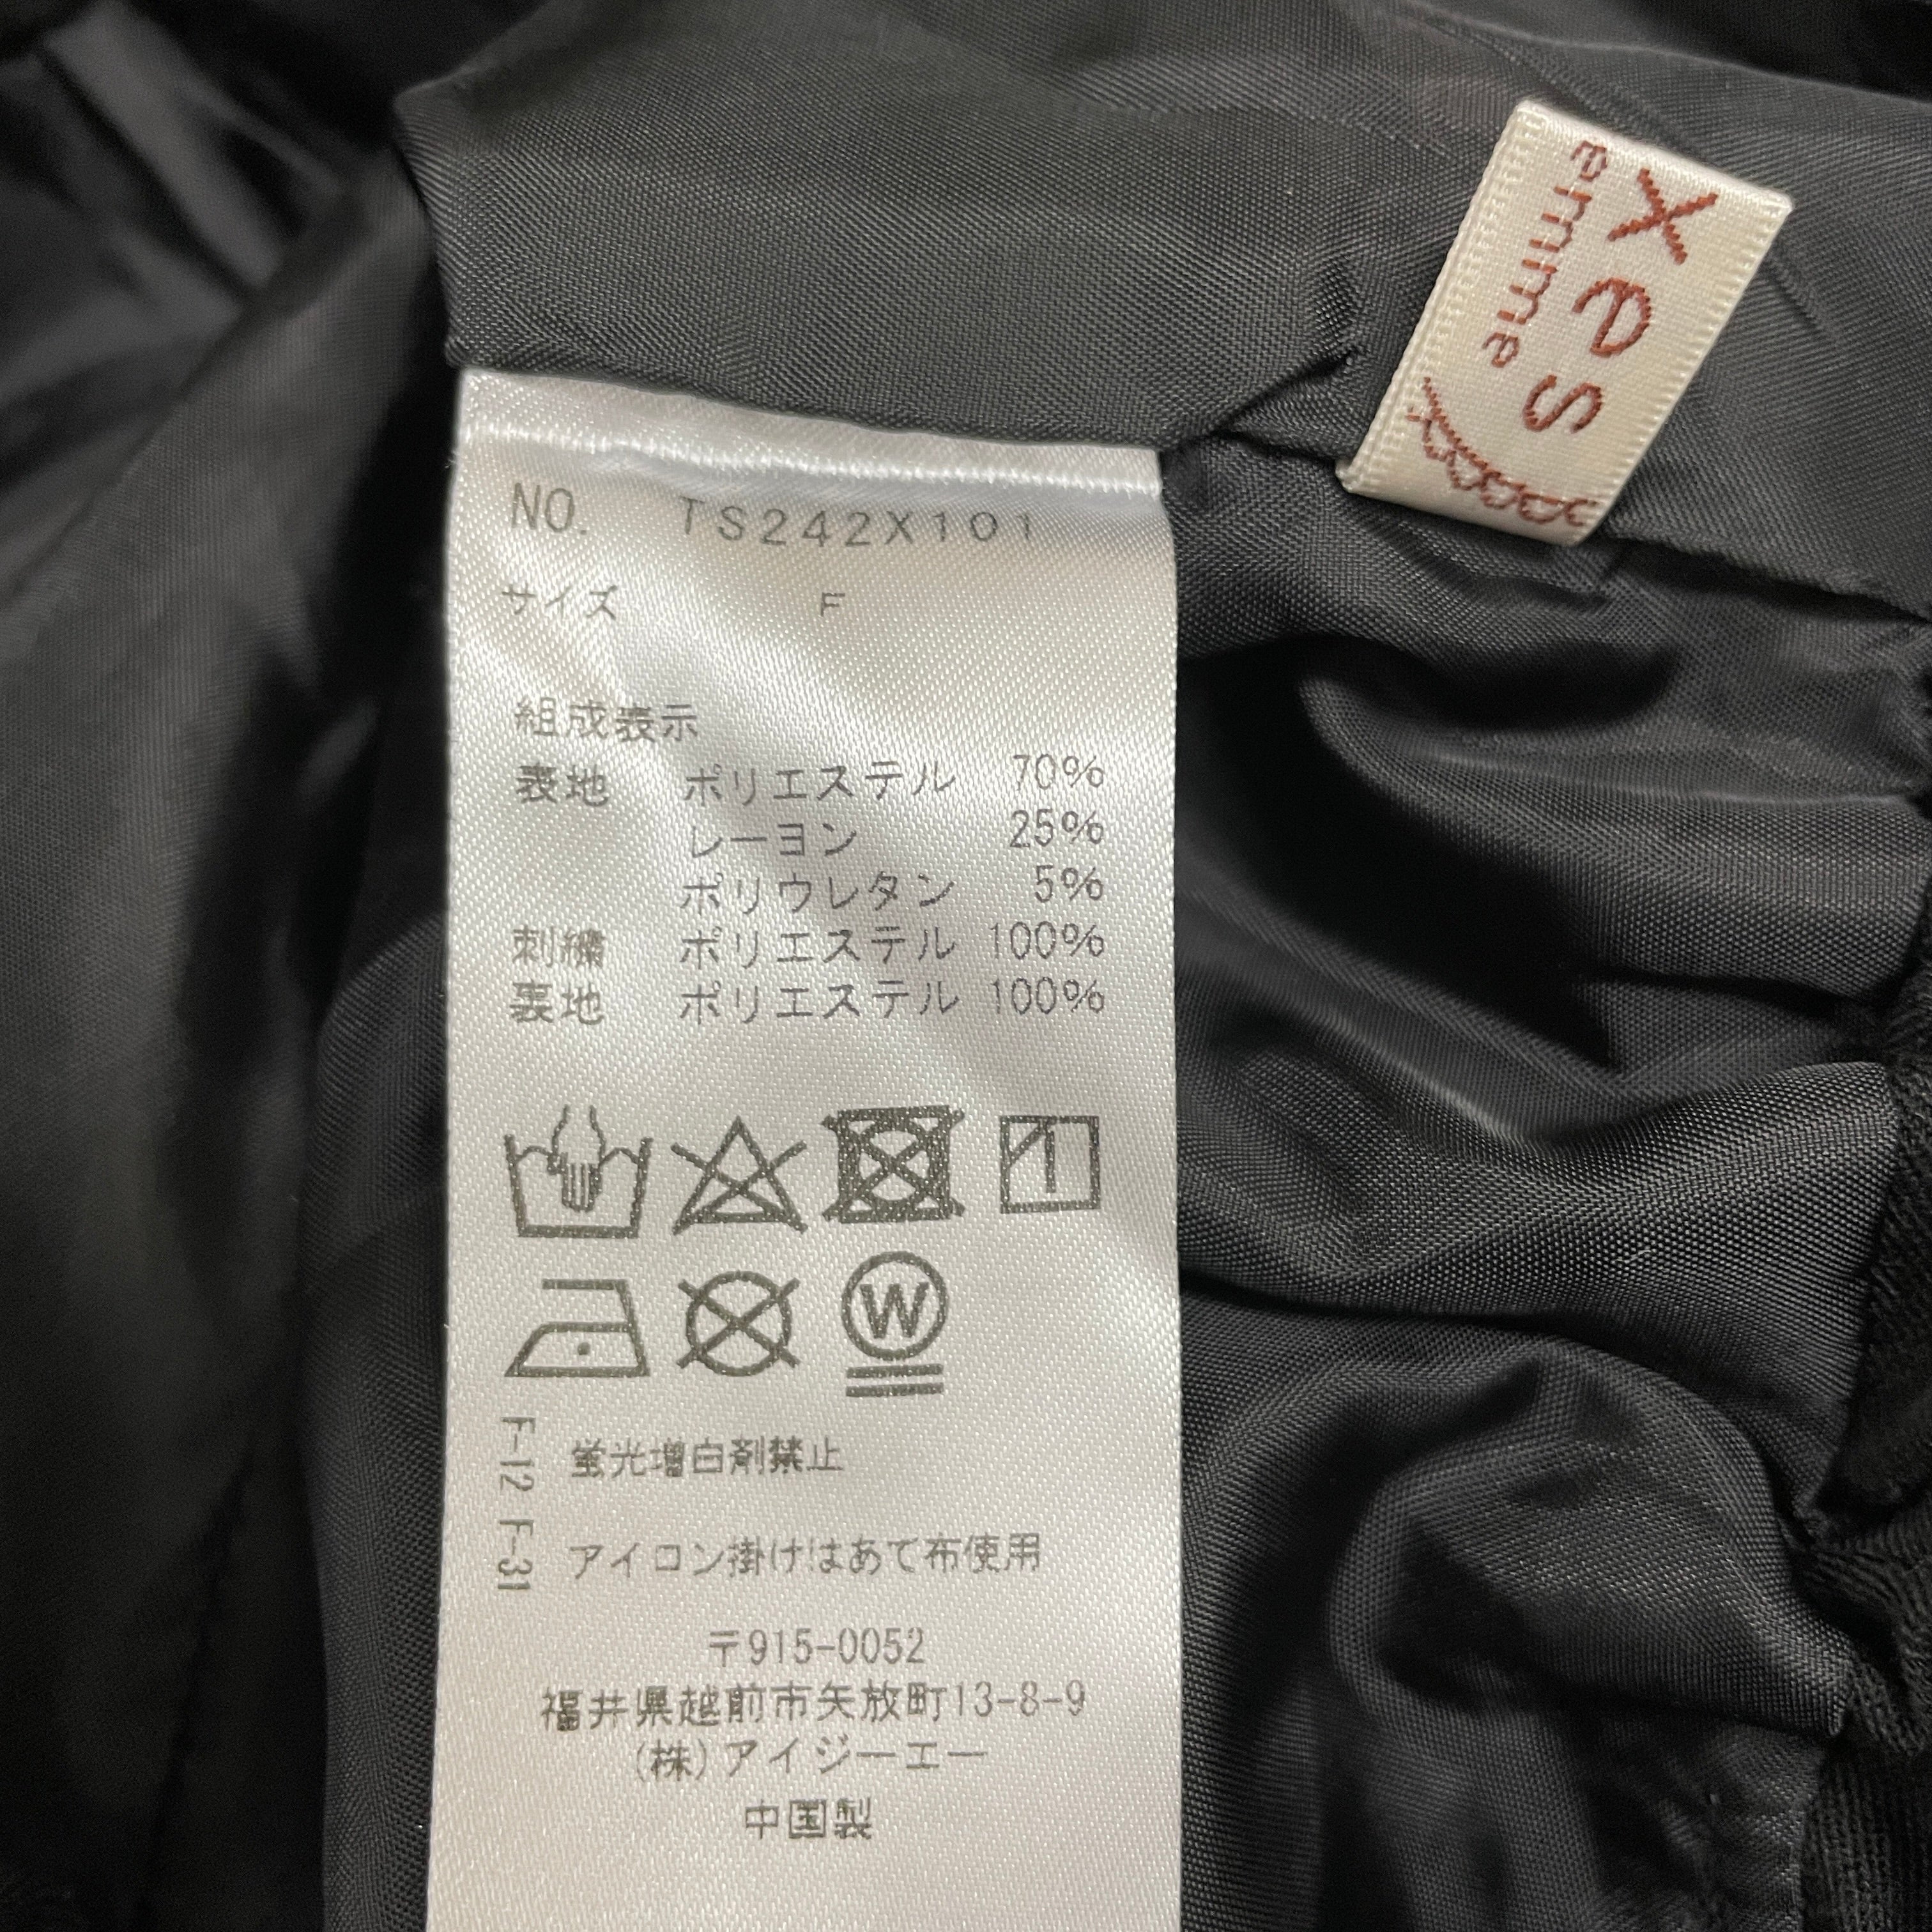 NO. TS242X101
サイズ F
組成表示
表地 ポリエステル 70%
レーヨン 25%
ポリウレタン 5%
刺繍 ポリエステル 100%
裏地 ポリエステル 100%
W
F-12 F-31
蛍光増白剤禁止
アイロン掛けはあて布使用
〒915-0052
福井県越前市矢放町13-8-9
(株)アイジーエー
中国製
xes
emme